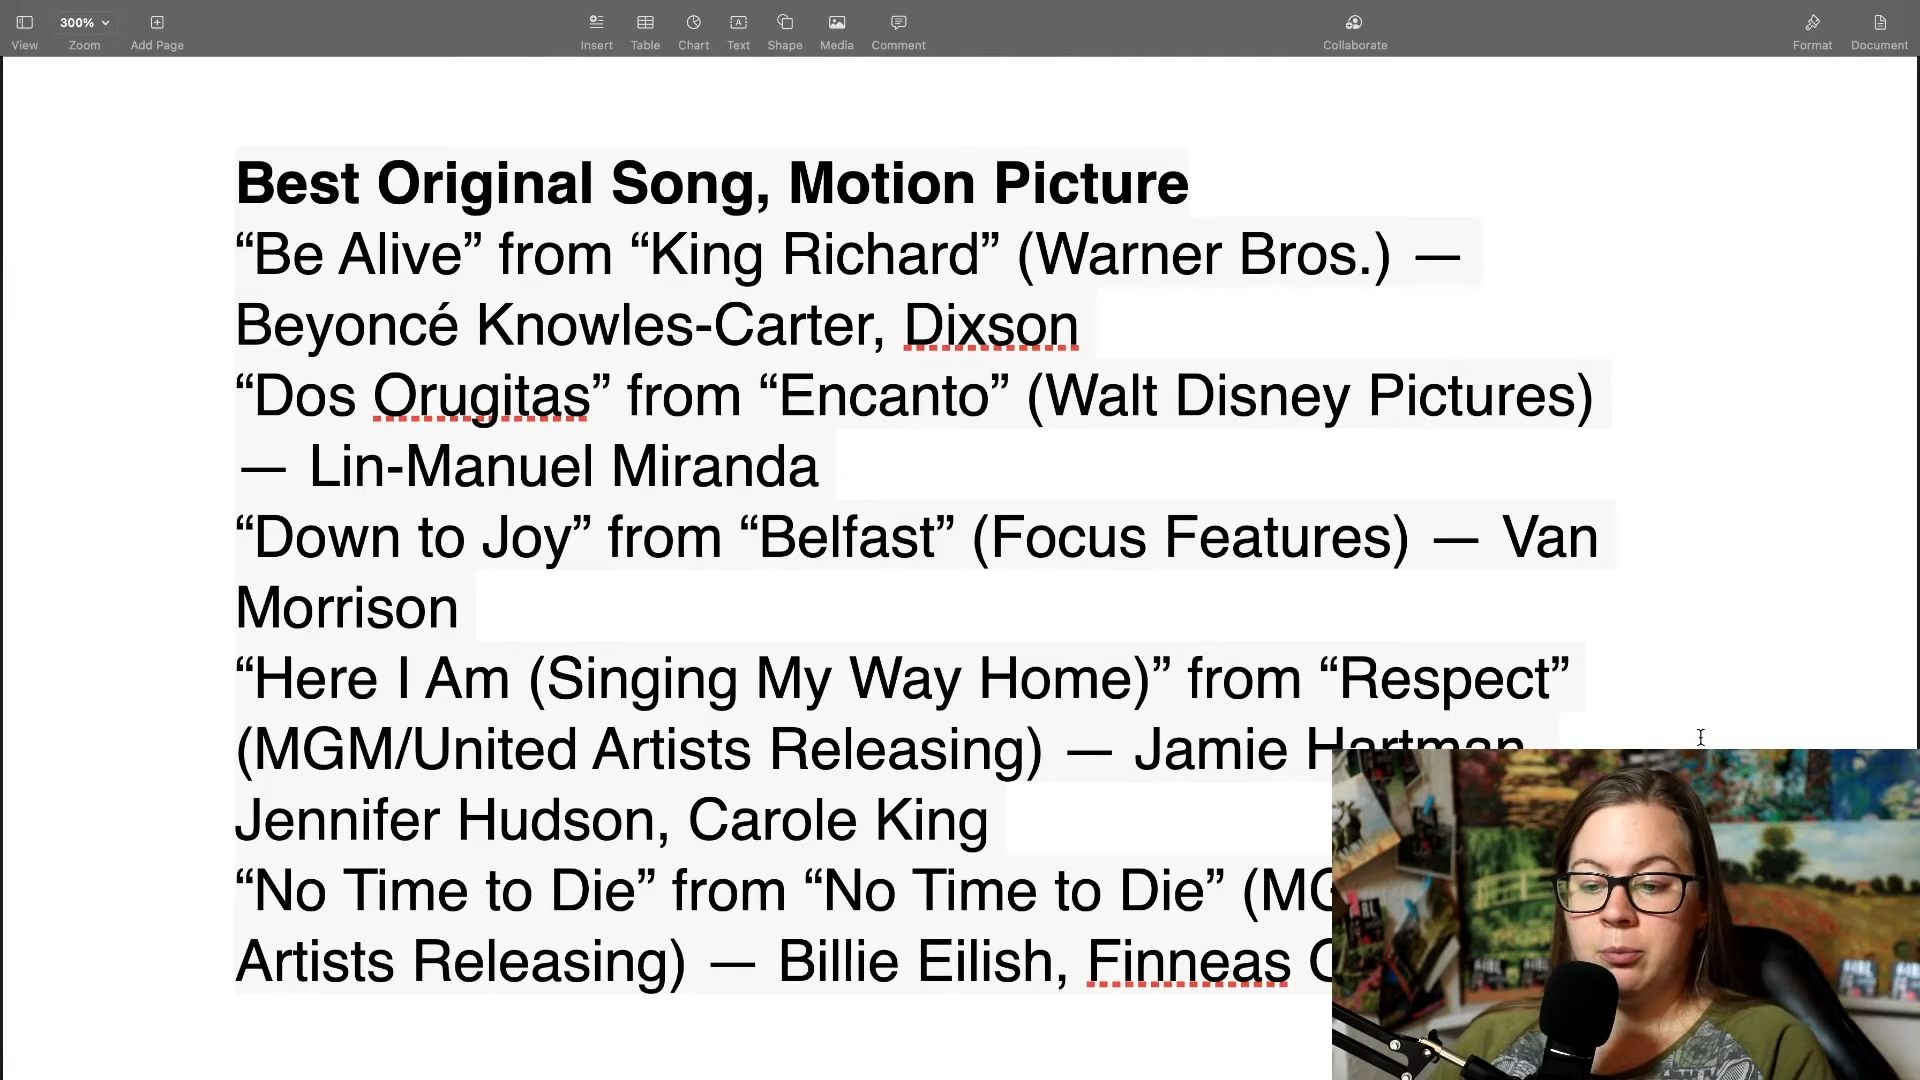 300%
View Zoom Add Page Insert Table Chart Text Shape Media Comment Collaborate Format Document
Best Original Song, Motion Picture
“Be Alive” from “King Richard” (Warner Bros.) —
Beyoncé Knowles-Carter, Dixson
“Dos Orugitas” from “Encanto” (Walt Disney Pictures)
— Lin-Manuel Miranda
“Down to Joy” from “Belfast” (Focus Features) — Van
Morrison
“Here I Am (Singing My Way Home)” from “Respect”
(MGM/United Artists Releasing) — Jamie Hartman
Jennifer Hudson, Carole King
“No Time to Die” from “No Time to Die” (MG
Artists Releasing) — Billie Eilish, Finneas